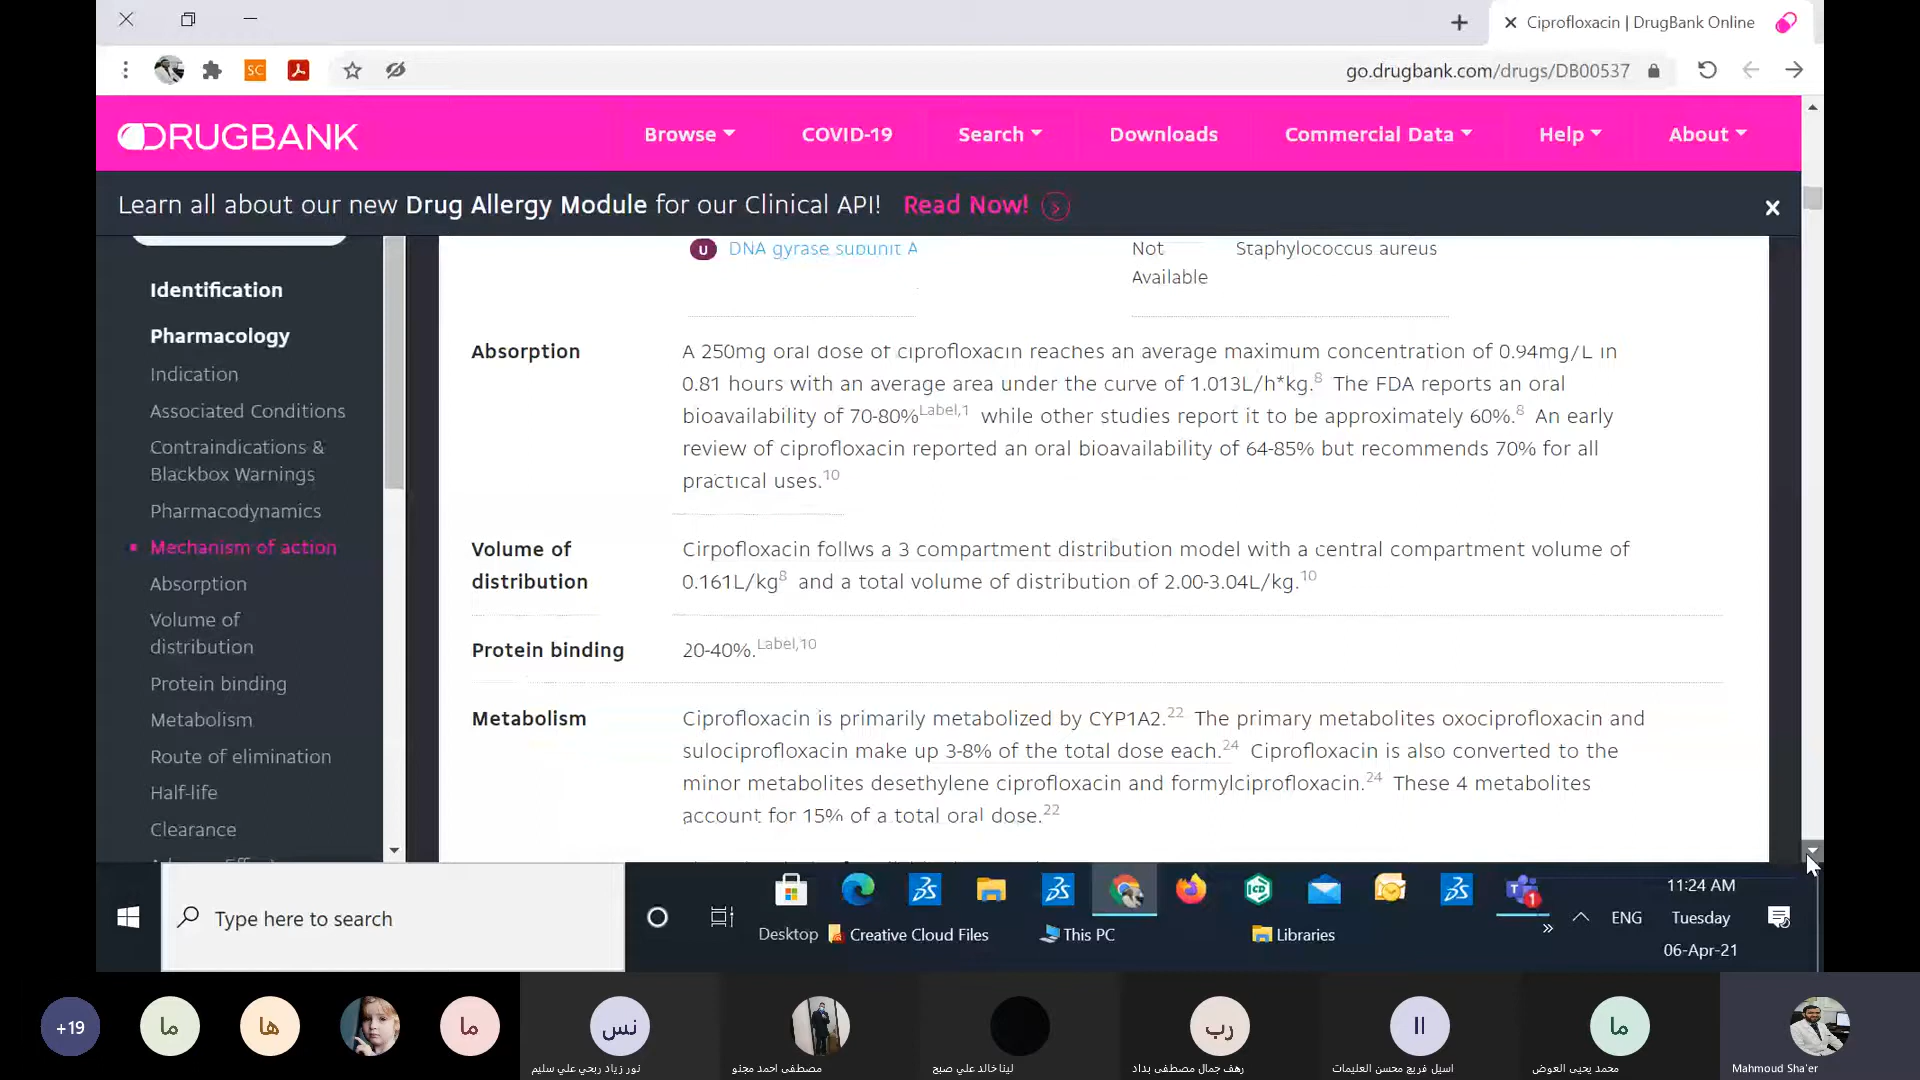 Ciprofloxacin | DrugBank Online
SC
go.drugbank.com/drugs/DB00537
DRUGBANK
Browse
COVID-19
Search
Downloads
Commercial Data
Help
About
Learn all about our new Drug Allergy Module for our Clinical API! Read Now!
Identification
Pharmacology
Indication
Associated Conditions
Contraindications &
Blackbox Warnings
Pharmacodynamics
Mechanism of action
Absorption
Volume of
distribution
Protein binding
Metabolism
Route of elimination
Half-life
Clearance
U DNA gyrase subunit A
Not
Available
Staphylococcus aureus
Absorption
A 250mg oral dose of ciprofloxacin reaches an average maximum concentration of 0.94mg/L in
0.81 hours with an average area under the curve of 1.013L/h*kg.8 The FDA reports an oral
bioavailability of 70-80%Label,1 while other studies report it to be approximately 60%.8 An early
review of ciprofloxacin reported an oral bioavailability of 64-85% but recommends 70% for all
practical uses.10
Volume of
distribution
Cirpofloxacin follws a 3 compartment distribution model with a central compartment volume of
0.161L/kg8 and a total volume of distribution of 2.00-3.04L/kg.10
Protein binding
20-40%.Label,10
Metabolism
Ciprofloxacin is primarily metabolized by CYP1A2.22 The primary metabolites oxociprofloxacin and
sulociprofloxacin make up 3-8% of the total dose each.24 Ciprofloxacin is also converted to the
minor metabolites desethylene ciprofloxacin and formylciprofloxacin.24 These 4 metabolites
account for 15% of a total oral dose.22
Type here to search
Desktop
Creative Cloud Files
This PC
Libraries
ICD
T 1
ENG
11:24 AM
Tuesday
06-Apr-21
+19
ما
ها
ما
نس
رب
اا
ما
نور زياد ربحي علي سليم
مصطفى احمد مجنو
لينا خالد علي صبح
رهف جمال مصطفى بداد
اسيل فريح محسن العليمات
محمد يحيى العوض
Mahmoud Sha'er